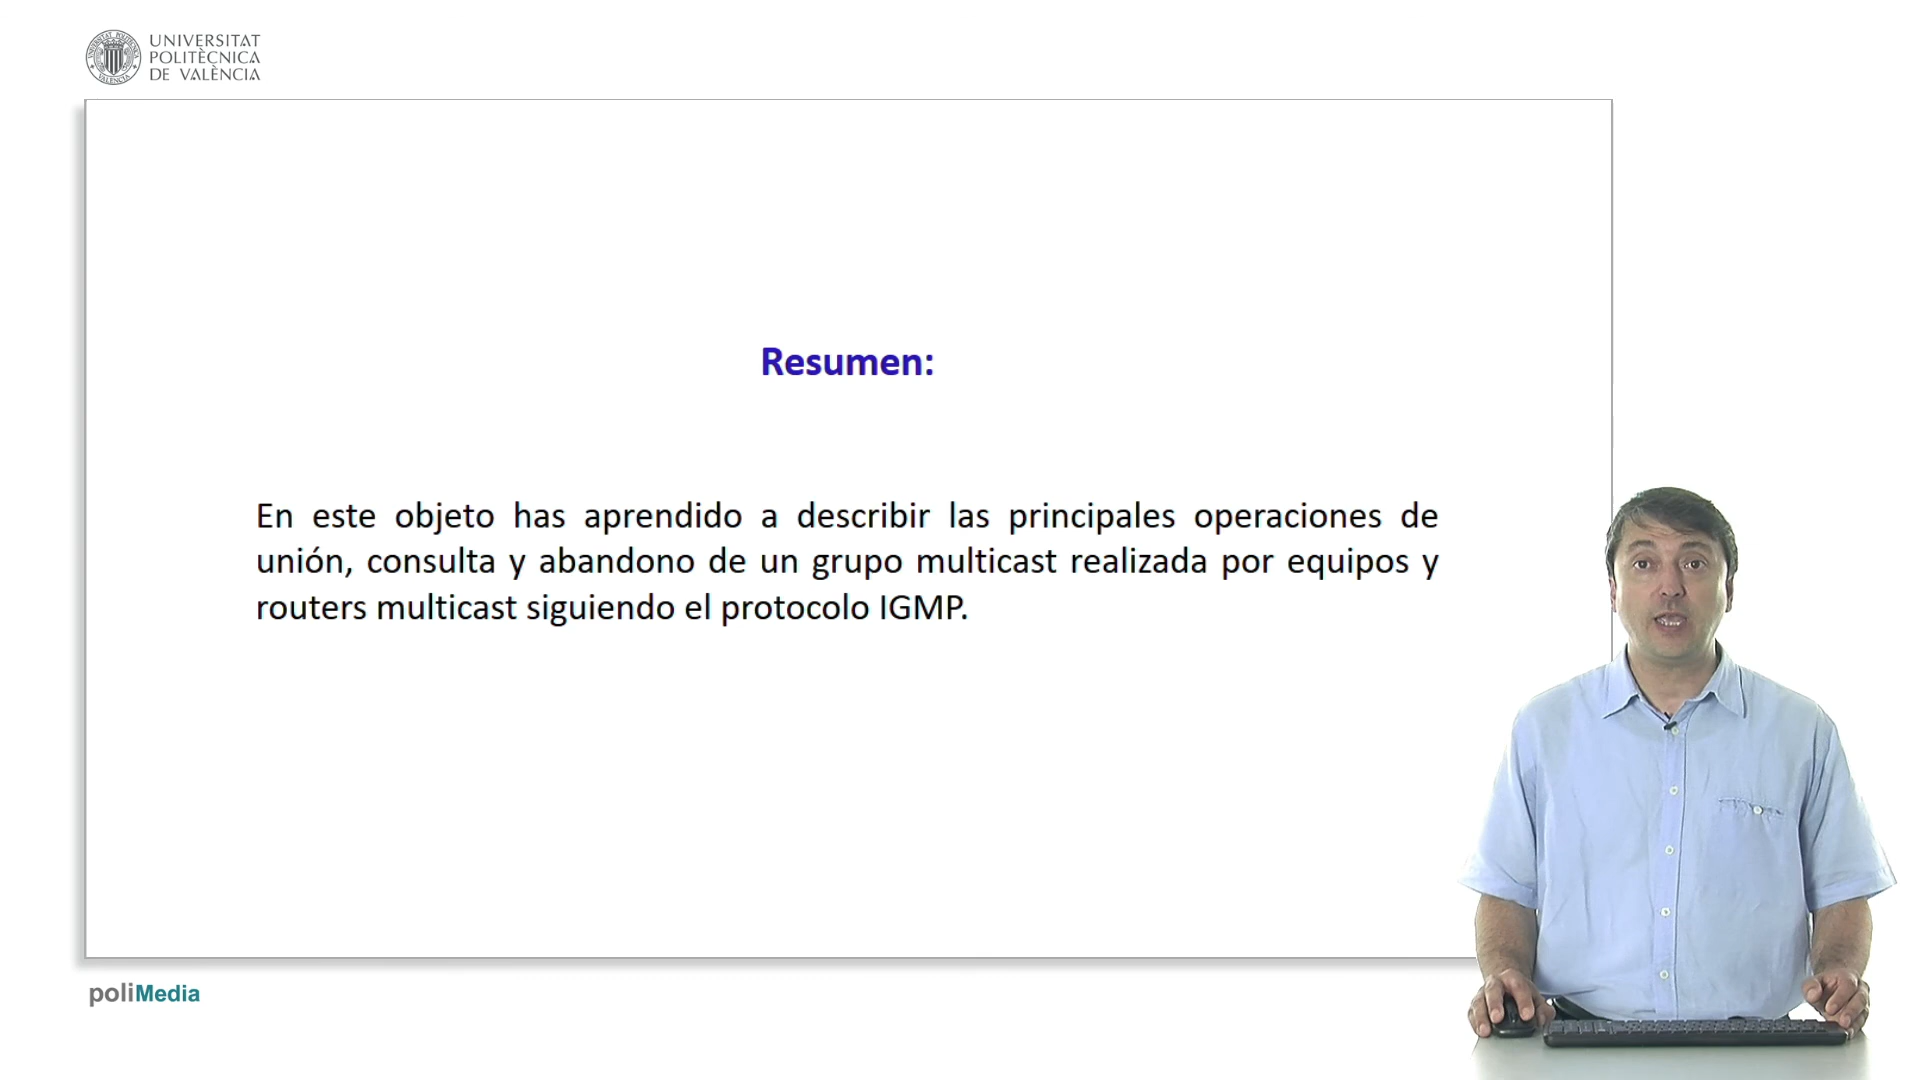 UNIVERSITAT
POLITÈCNICA
DE VALÈNCIA
Resumen:
En este objeto has aprendido a describir las principales operaciones de
unión, consulta y abandono de un grupo multicast realizada por equipos y
routers multicast siguiendo el protocolo IGMP.
poliMedia